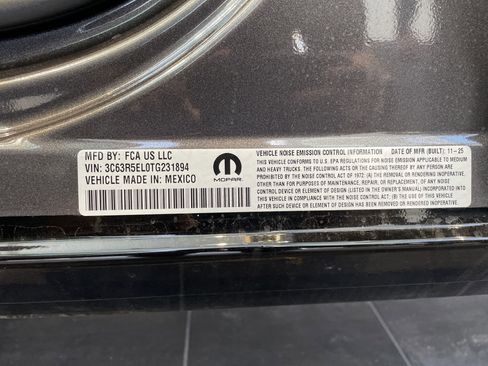 MFD BY: FCA US LLC
VIN: 3C63R5EL0TG231894
VEHICLE MADE IN: MEXICO
MOPAR
VEHICLE NOISE EMISSION CONTROL INFORMATION DATE OF MFR (BUILT): 11-25
THIS VEHICLE CONFORMS TO U.S. EPA REGULATIONS FOR NOISE EMISSION APPLICABLE TO MEDIUM
AND HEAVY TRUCKS. THE FOLLOWING ACTS OR THE CAUSING THEREOF BY ANY PERSON
ARE PROHIBITED BY THE NOISE CONTROL ACT OF 1972: (A) THE REMOVAL OR RENDERING
INOPERATIVE, OTHER THAN FOR PURPOSES OF MAINTENANCE, REPAIR, OR REPLACEMENT, OF ANY NOISE
CONTROL DEVICE OR ELEMENT OF DESIGN (LISTED IN THE OWNER'S MANUAL) INCORPORATED INTO
THIS VEHICLE IN COMPLIANCE WITH THE NOISE CONTROL ACT; (B) THE USE OF THIS VEHICLE
AFTER SUCH DEVICE OR ELEMENT OF DESIGN HAS BEEN REMOVED OR RENDERED INOPERATIVE.